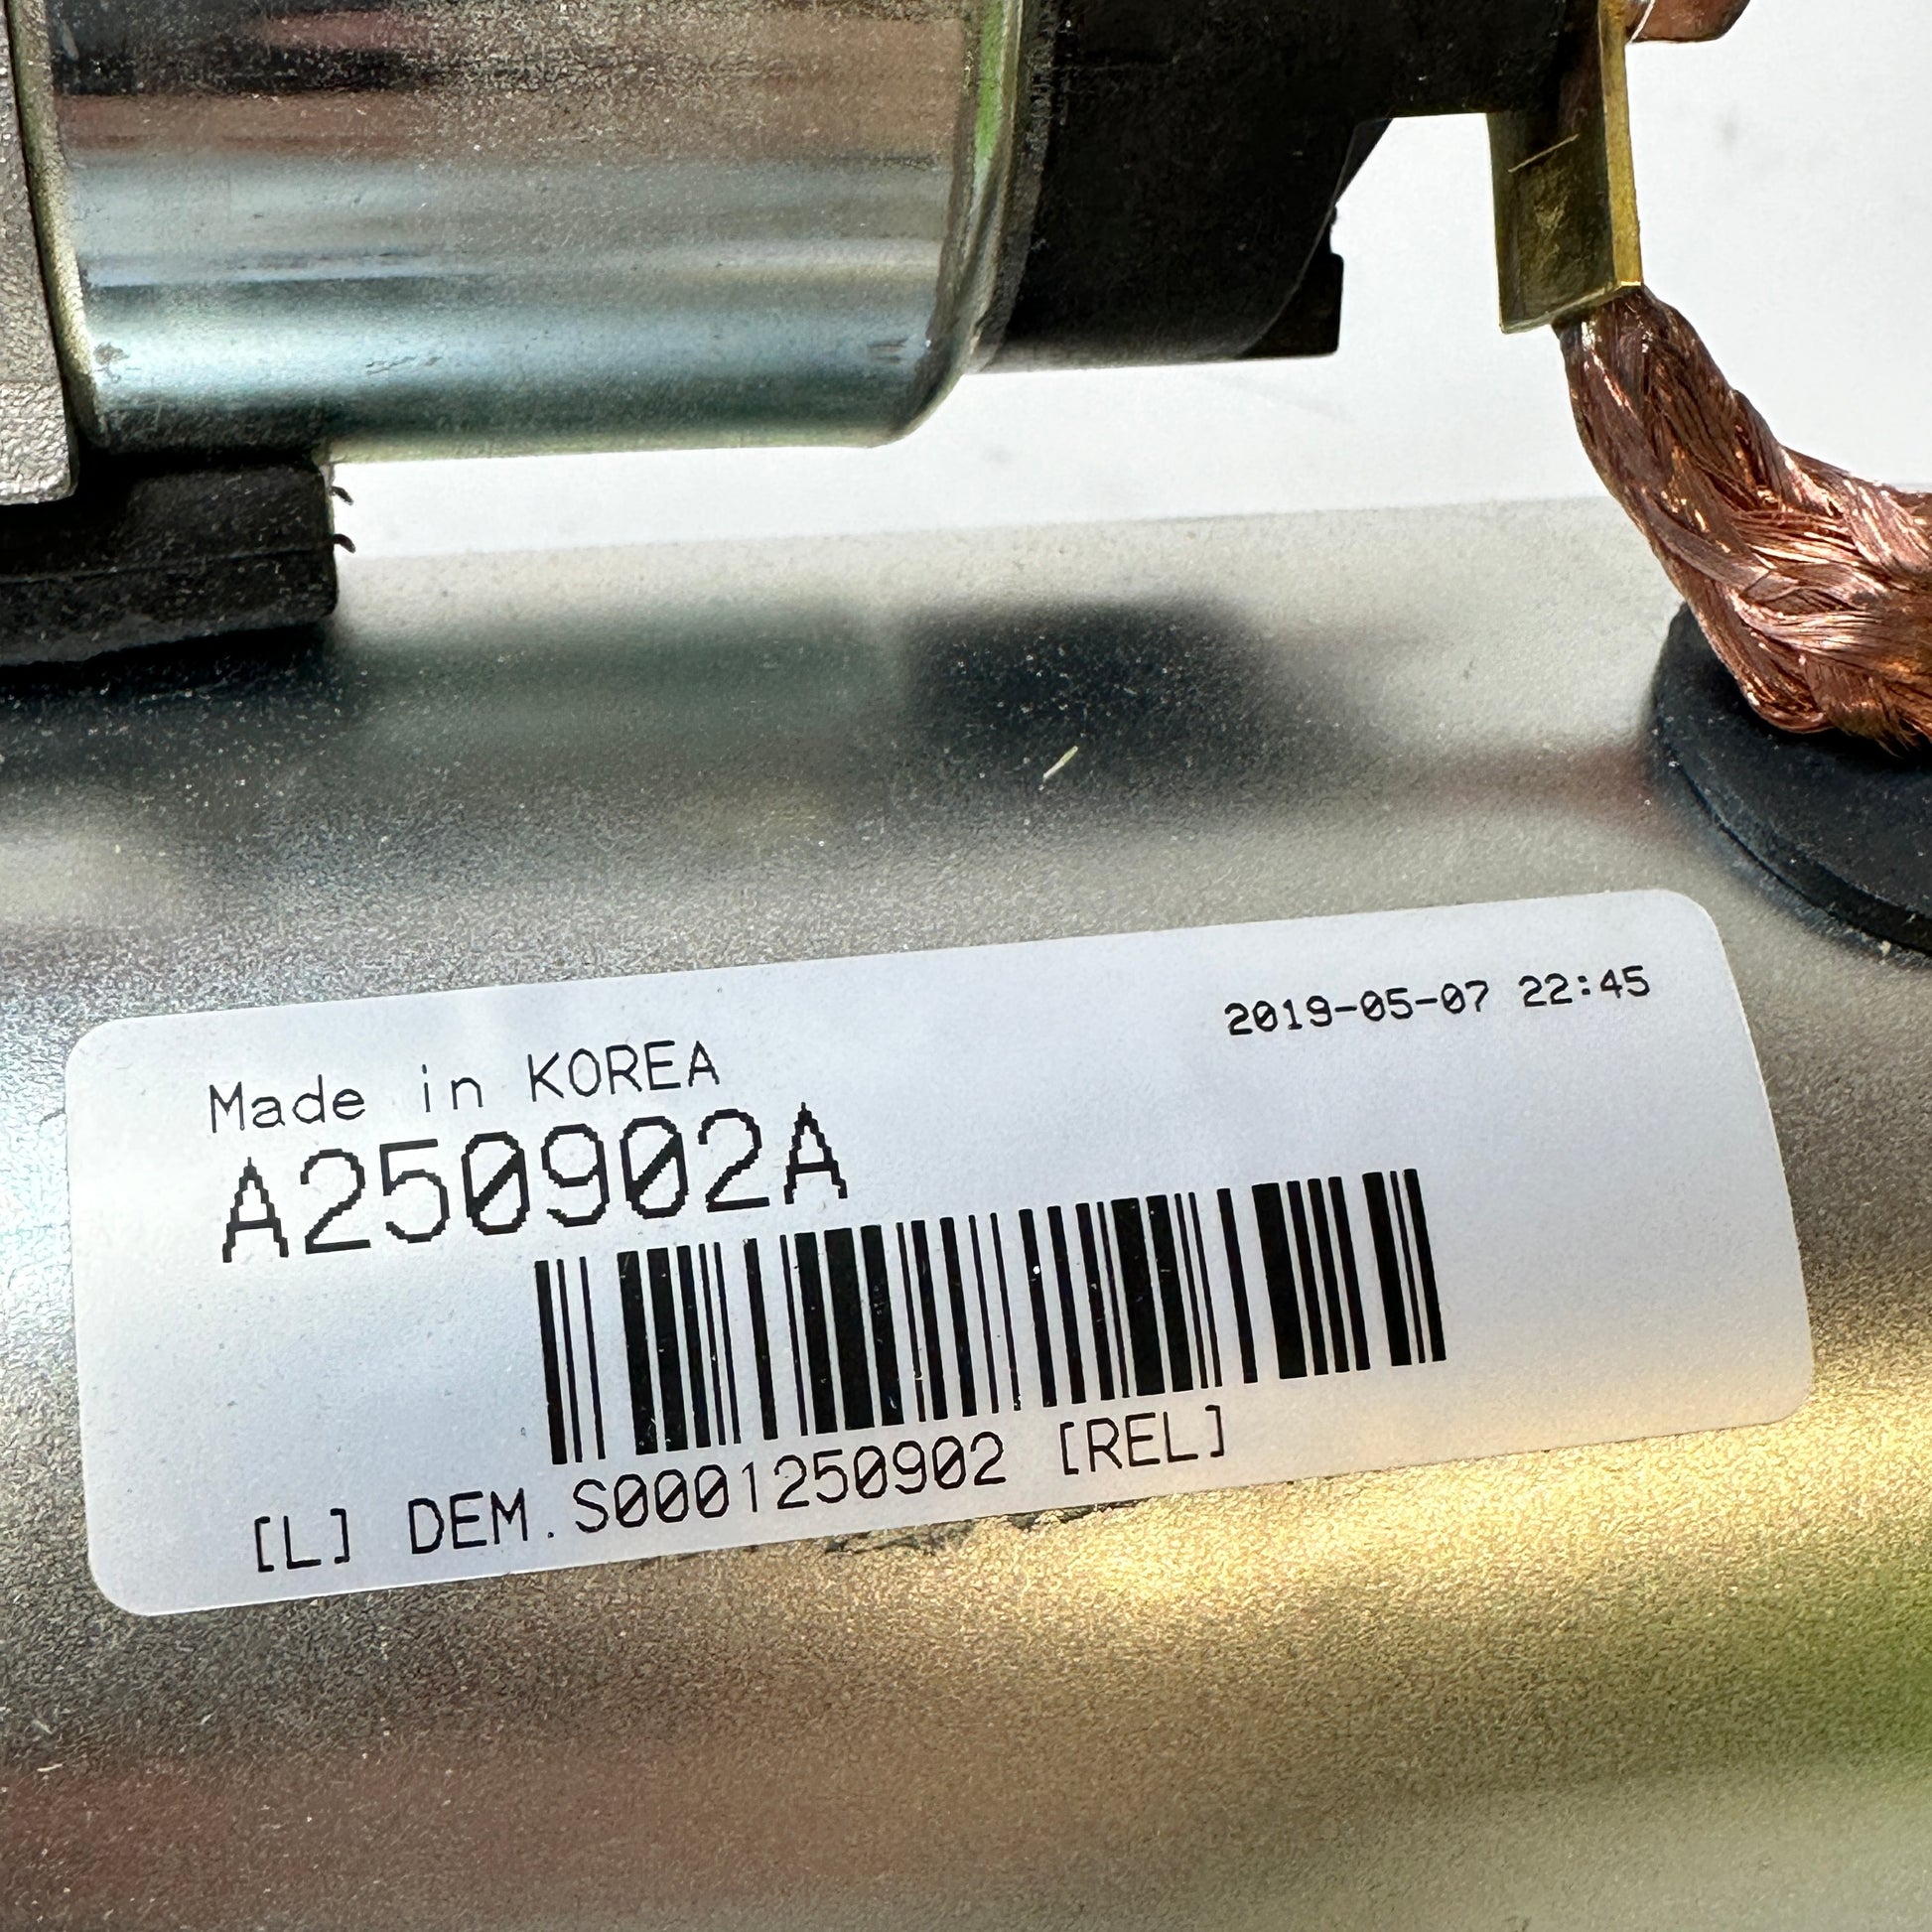 2019-05-07 22:45
Made in KOREA
A250902A
[L] DEM.S0001250902 [REL]